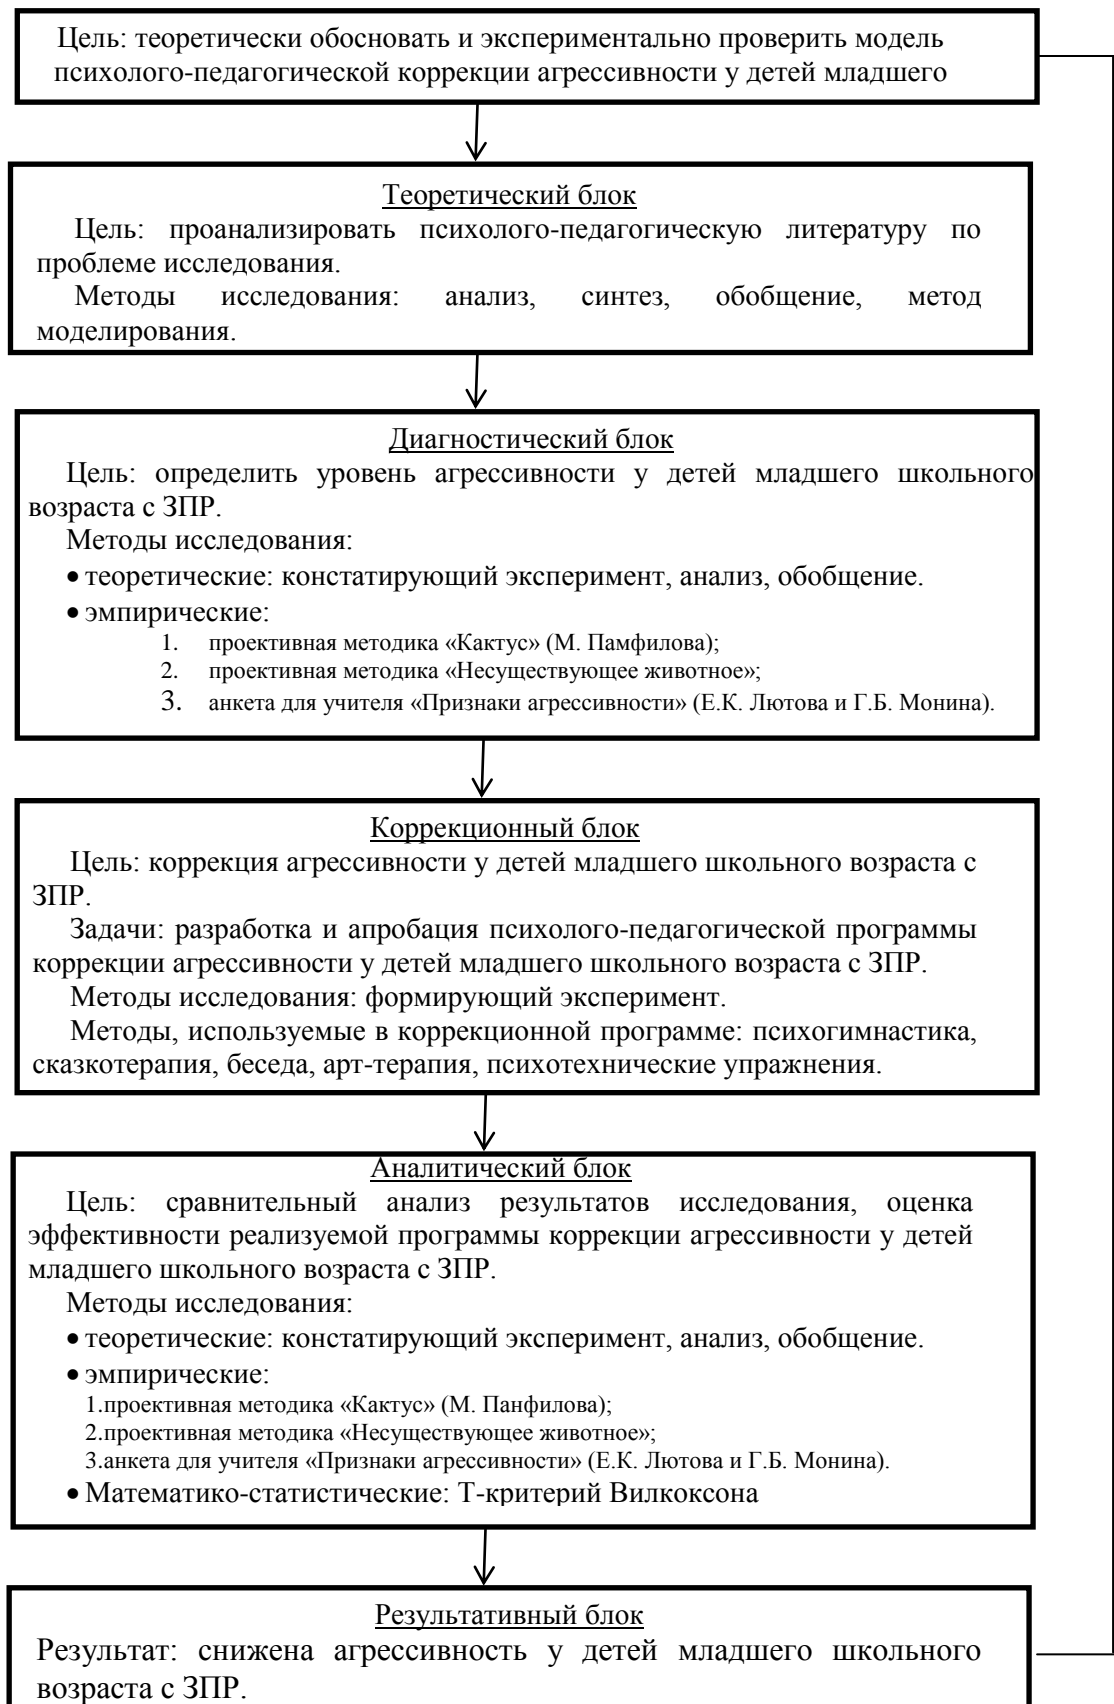 Цель: теоретически обосновать и экспериментально проверить модель
психолого-педагогической коррекции агрессивности у детей младшего
Теоретический блок
Цель: проанализировать психолого-педагогическую литературу по
проблеме исследования.
Методы исследования: анализ, синтез, обобщение, метод
моделирования.
Диагностический блок
Цель: определить уровень агрессивности у детей младшего школьного
возраста с ЗПР.
Методы исследования:
• теоретические: констатирующий эксперимент, анализ, обобщение.
• эмпирические:
1. проективная методика «Кактус» (М. Памфилова);
2. проективная методика «Несуществующее животное»;
3. анкета для учителя «Признаки агрессивности» (Е.К. Лютова и Г.Б. Монина).
Коррекционный блок
Цель: коррекция агрессивности у детей младшего школьного возраста с
ЗПР.
Задачи: разработка и апробация психолого-педагогической программы
коррекции агрессивности у детей младшего школьного возраста с ЗПР.
Методы исследования: формирующий эксперимент.
Методы, используемые в коррекционной программе: психогимнастика,
сказкотерапия, беседа, арт-терапия, психотехнические упражнения.
Аналитический блок
Цель: сравнительный анализ результатов исследования, оценка
эффективности реализуемой программы коррекции агрессивности у детей
младшего школьного возраста с ЗПР.
Методы исследования:
• теоретические: констатирующий эксперимент, анализ, обобщение.
• эмпирические:
1.проективная методика «Кактус» (М. Панфилова);
2.проективная методика «Несуществующее животное»;
3.анкета для учителя «Признаки агрессивности» (Е.К. Лютова и Г.Б. Монина).
• Математико-статистические: Т-критерий Вилкоксона
Результативный блок
Результат: снижена агрессивность у детей младшего школьного
возраста с ЗПР.